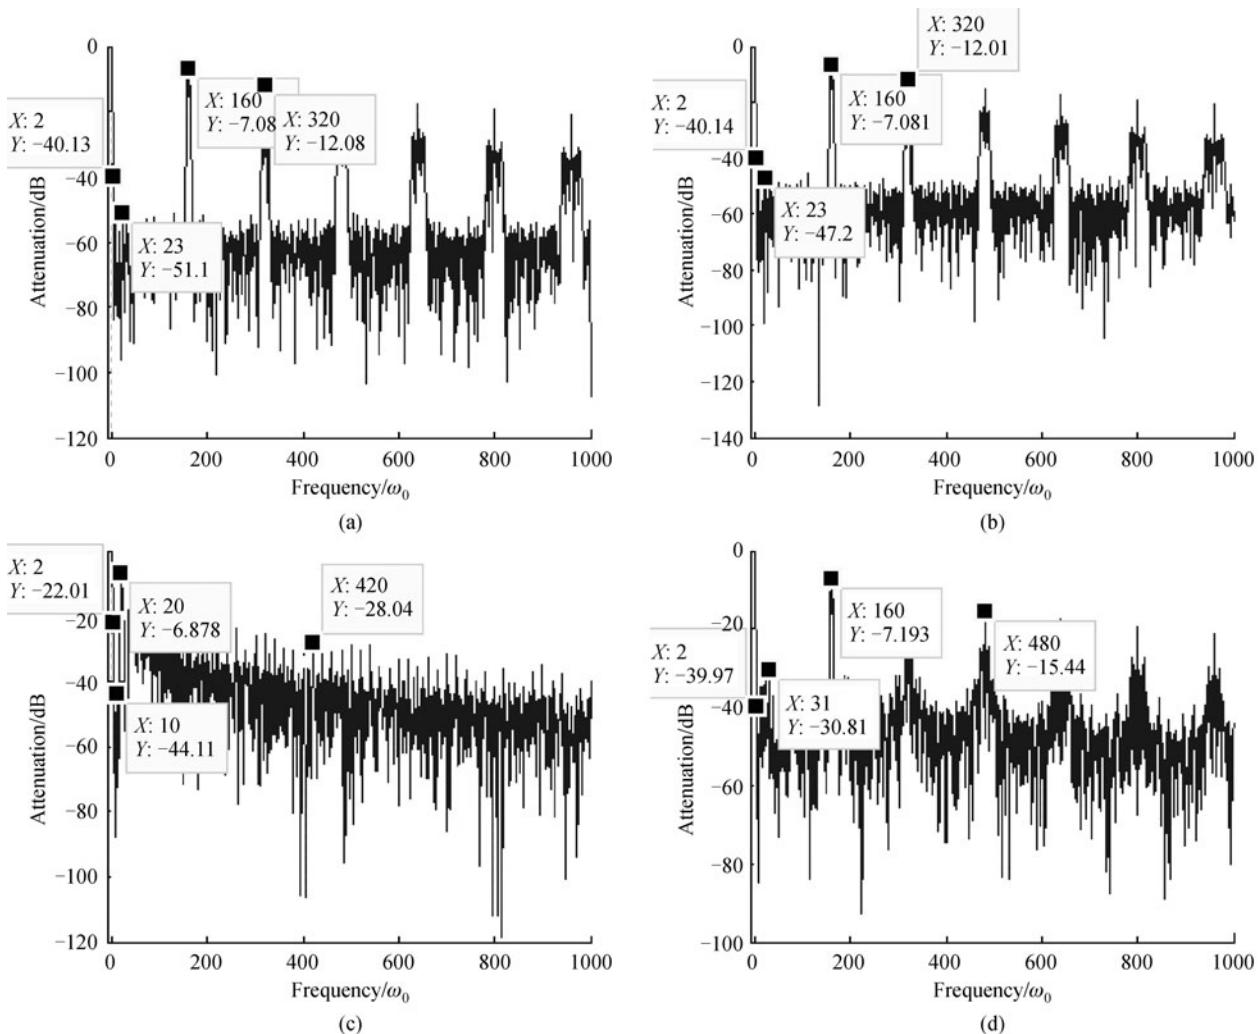 0
X: 160
Y: −7.08
X: 320
Y: −12.08
X: 2
Y: −40.13
−40
X: 23
Y: −51.1
−60
−80
−100
−120
Attenuation/dB
0 200 400 600 800 1000
Frequency/ω₀
(a)
X: 320
Y: −12.01
0
X: 160
Y: −7.081
X: 2
Y: −40.14
−40
X: 23
Y: −47.2
−60
−80
−100
−120
−140
Attenuation/dB
0 200 400 600 800 1000
Frequency/ω₀
(b)
X: 2
Y: −22.01
X: 20
Y: −6.878
X: 420
Y: −28.04
−20
−40
X: 10
Y: −44.11
−60
−80
−100
−120
Attenuation/dB
0 200 400 600 800 1000
Frequency/ω₀
(c)
0
X: 160
Y: −7.193
−20
X: 2
Y: −39.97
X: 480
Y: −15.44
X: 31
Y: −30.81
−40
−60
−80
−100
Attenuation/dB
0 200 400 600 800 1000
Frequency/ω₀
(d)